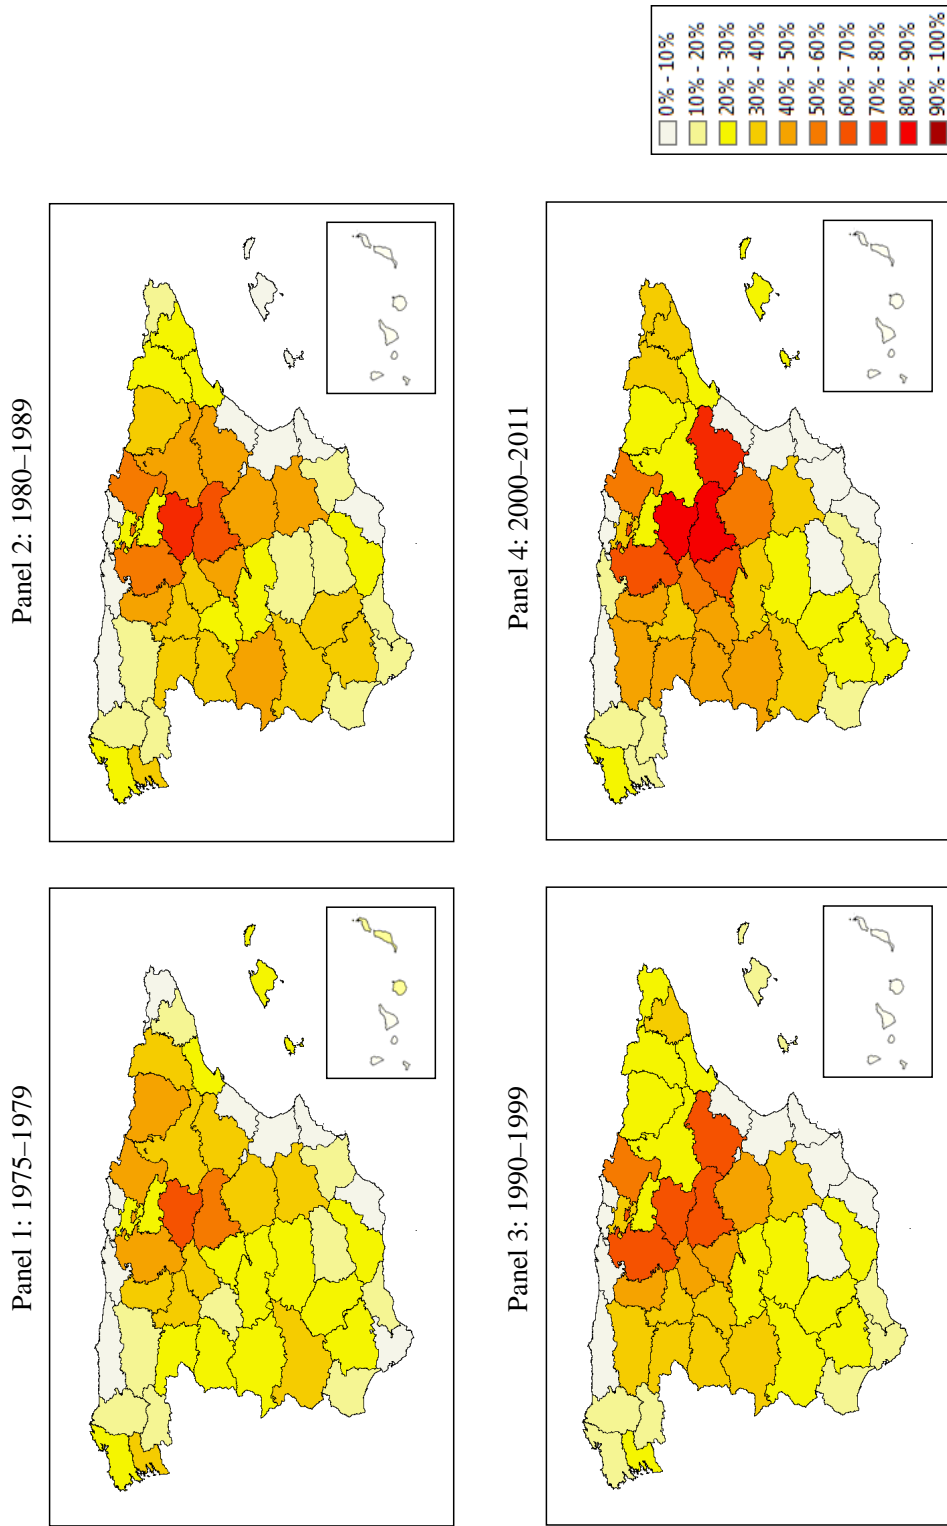 Panel 1: 1975–1979
Panel 2: 1980–1989
Panel 3: 1990–1999
Panel 4: 2000–2011
0% - 10%
10% - 20%
20% - 30%
30% - 40%
40% - 50%
50% - 60%
60% - 70%
70% - 80%
80% - 90%
90% - 100%